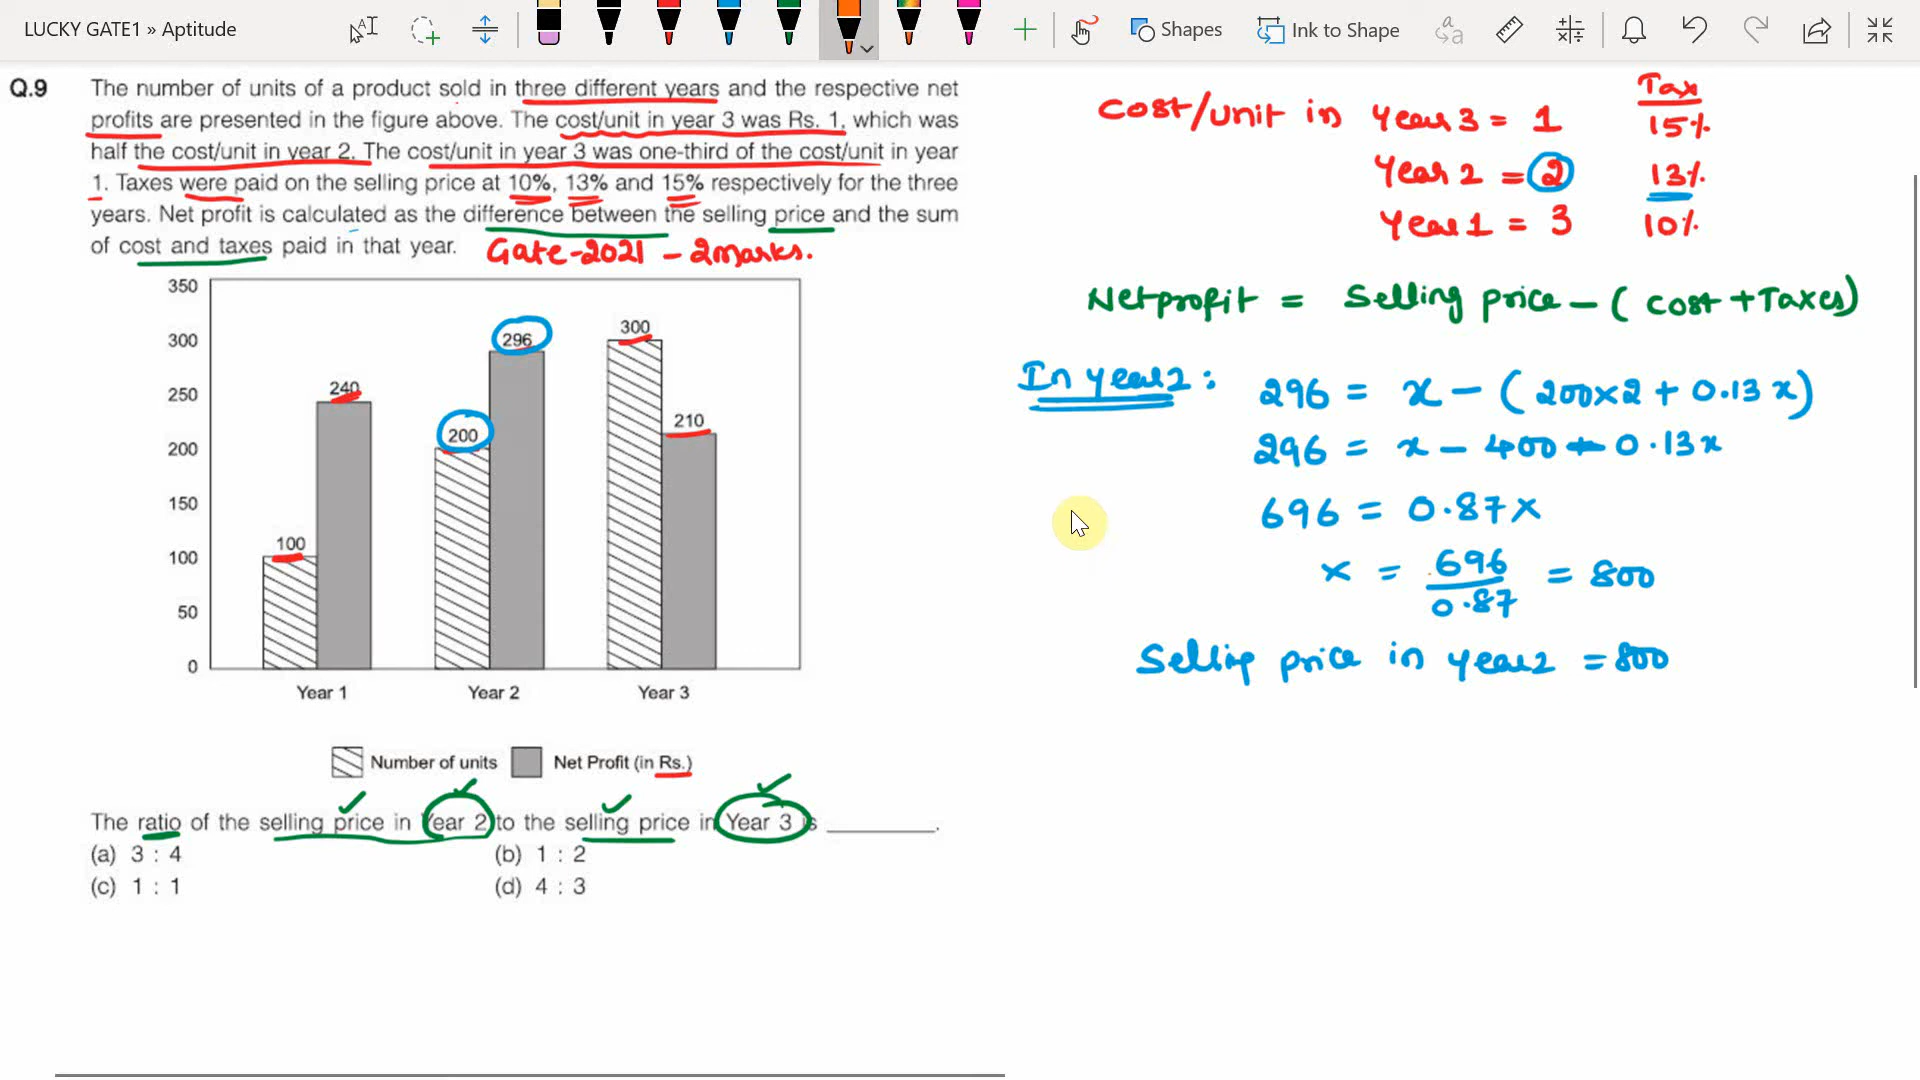 LUCKY GATE1 » Aptitude
Shapes
Ink to Shape
Q.9 The number of units of a product sold in three different years and the respective net
profits are presented in the figure above. The cost/unit in year 3 was Rs. 1, which was
half the cost/unit in year 2. The cost/unit in year 3 was one-third of the cost/unit in year
1. Taxes were paid on the selling price at 10%, 13% and 15% respectively for the three
years. Net profit is calculated as the difference between the selling price and the sum
of cost and taxes paid in that year. Gate-2021 - 2marks.
350
300
250
200
150
100
50
0
100
240
200
296
300
210
Year 1 Year 2 Year 3
Number of units Net Profit (in Rs.)
The ratio of the selling price in Year 2 to the selling price in Year 3 is ________.
(a) 3 : 4 (b) 1 : 2
(c) 1 : 1 (d) 4 : 3
Tax
Cost/unit in Year 3 = 1 15%
Year 2 = 2 13%
Year 1 = 3 10%
Netprofit = Selling price - ( cost + Taxes)
In year 2: 296 = x - (200x2 + 0.13x)
296 = x - 400 - 0.13x
696 = 0.87x
x = 696/0.87 = 800
Selling price in year2 = 800